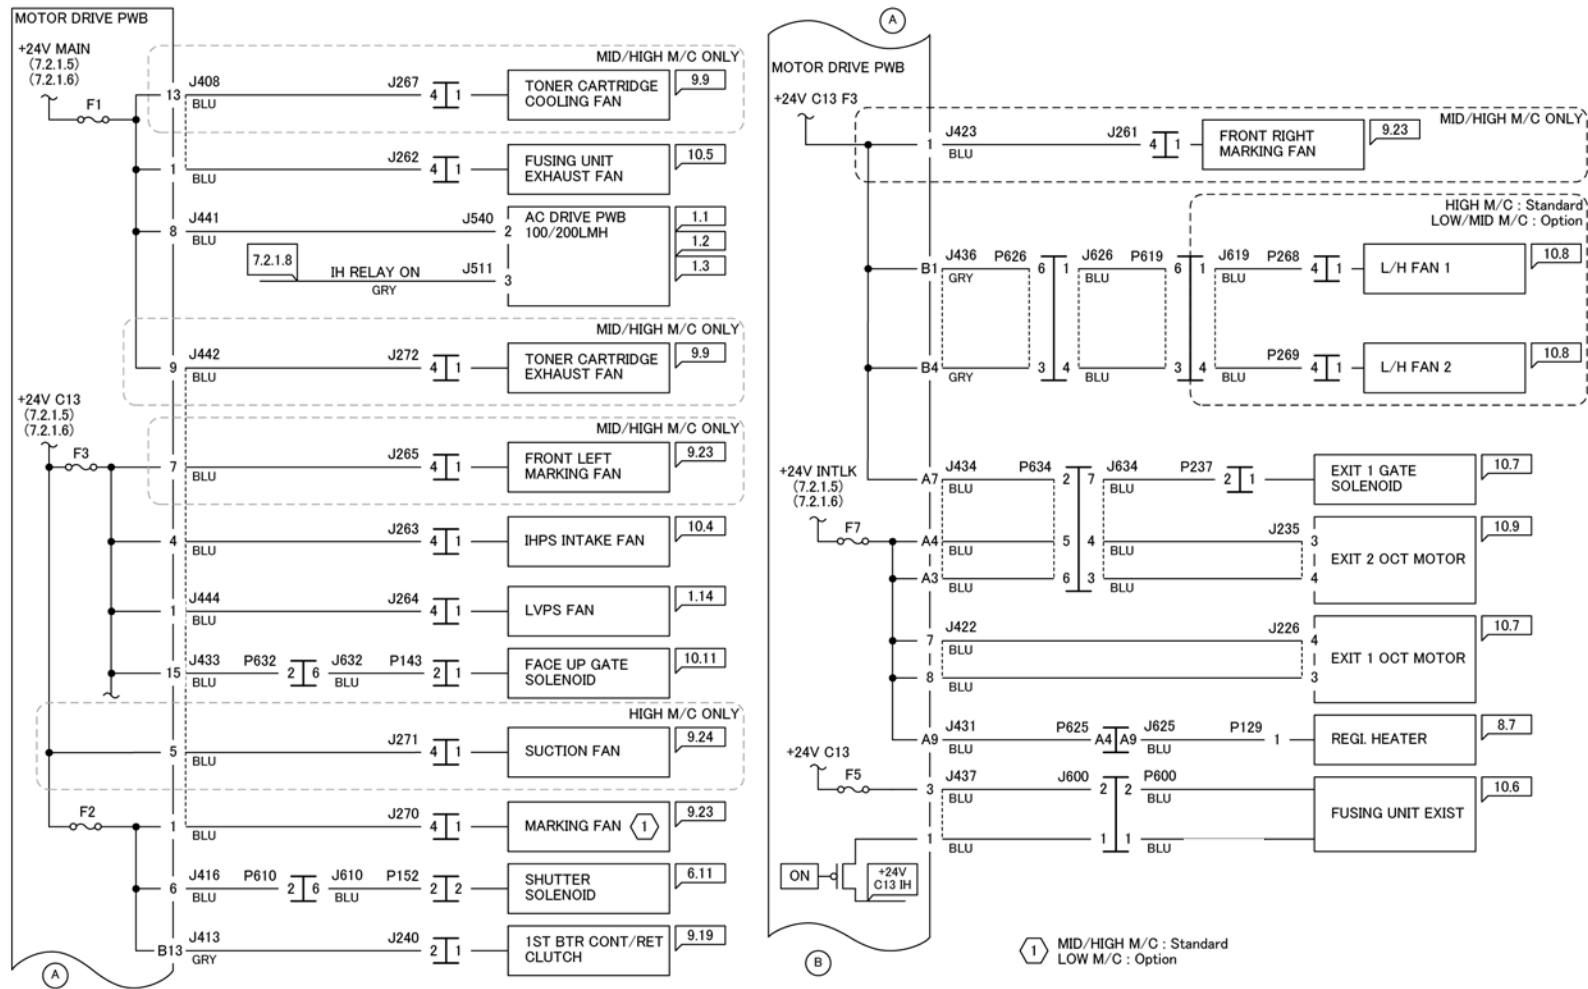 MOTOR DRIVE PWB
+24V MAIN
(7.2.1.5)
(7.2.1.6)
F1
MID/HIGH M/C ONLY
13 J408 BLU J267 4 1 TONER CARTRIDGE
COOLING FAN
9.9
1 BLU J262 4 1 FUSING UNIT
EXHAUST FAN
10.5
8 J441 BLU J540 2 AC DRIVE PWB
100/200LMH
1.1
1.2
1.3
7.2.1.8
IH RELAY ON
GRY
J511 3
MID/HIGH M/C ONLY
9 J442 BLU J272 4 1 TONER CARTRIDGE
EXHAUST FAN
9.9
+24V C13
(7.2.1.5)
(7.2.1.6)
F3
MID/HIGH M/C ONLY
7 BLU J265 4 1 FRONT LEFT
MARKING FAN
9.23
4 BLU J263 4 1 IHPS INTAKE FAN
10.4
1 J444 BLU J264 4 1 LVPS FAN
1.14
15 J433 BLU P632 2 6 J632 BLU P143 2 1 FACE UP GATE
SOLENOID
10.11
HIGH M/C ONLY
5 BLU J271 4 1 SUCTION FAN
9.24
F2
1 BLU J270 4 1 MARKING FAN 1
9.23
6 J416 BLU P610 2 6 J610 BLU P152 2 2 SHUTTER
SOLENOID
6.11
B13 J413 GRY J240 2 1 1ST BTR CONT/RET
CLUTCH
9.19
A
A
MOTOR DRIVE PWB
+24V C13 F3
MID/HIGH M/C ONLY
1 J423 BLU J261 4 1 FRONT RIGHT
MARKING FAN
9.23
HIGH M/C : Standard
LOW/MID M/C : Option
B1 J436 GRY P626 6 1 J626 BLU P619 6 1 J619 BLU P268 4 1 L/H FAN 1
10.8
B4 GRY 3 4 BLU 3 4 BLU P269 4 1 L/H FAN 2
10.8
+24V INTLK
(7.2.1.5)
(7.2.1.6)
F7
A7 J434 BLU P634 2 7 J634 BLU P237 2 1 EXIT 1 GATE
SOLENOID
10.7
A4 BLU 5 4 BLU J235 3
A3 BLU 6 3 BLU 4
EXIT 2 OCT MOTOR
10.9
7 J422 BLU J226 4
8 BLU 3
EXIT 1 OCT MOTOR
10.7
A9 J431 BLU P625 A4 A9 J625 BLU P129 1 REGI. HEATER
8.7
+24V C13
F5
3 J437 BLU J600 2 2 P600 BLU
1 BLU 1 1 BLU
FUSING UNIT EXIST
10.6
ON
+24V
C13 IH
B
1 MID/HIGH M/C : Standard
LOW M/C : Option